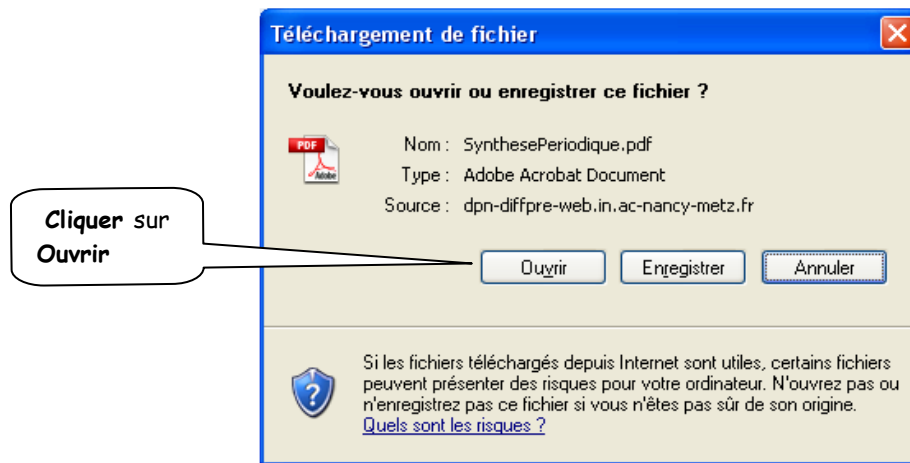 Téléchargement de fichier
Voulez-vous ouvrir ou enregistrer ce fichier ?
PDF
Adobe
Nom : SynthesePeriodique.pdf
Type : Adobe Acrobat Document
Source : dpn-diffpre-web.in.ac-nancy-metz.fr
Cliquer sur
Ouvrir
Ouvrir
Enregistrer
Annuler
Si les fichiers téléchargés depuis Internet sont utiles, certains fichiers
peuvent présenter des risques pour votre ordinateur. N'ouvrez pas ou
n'enregistrez pas ce fichier si vous n'êtes pas sûr de son origine.
Quels sont les risques ?